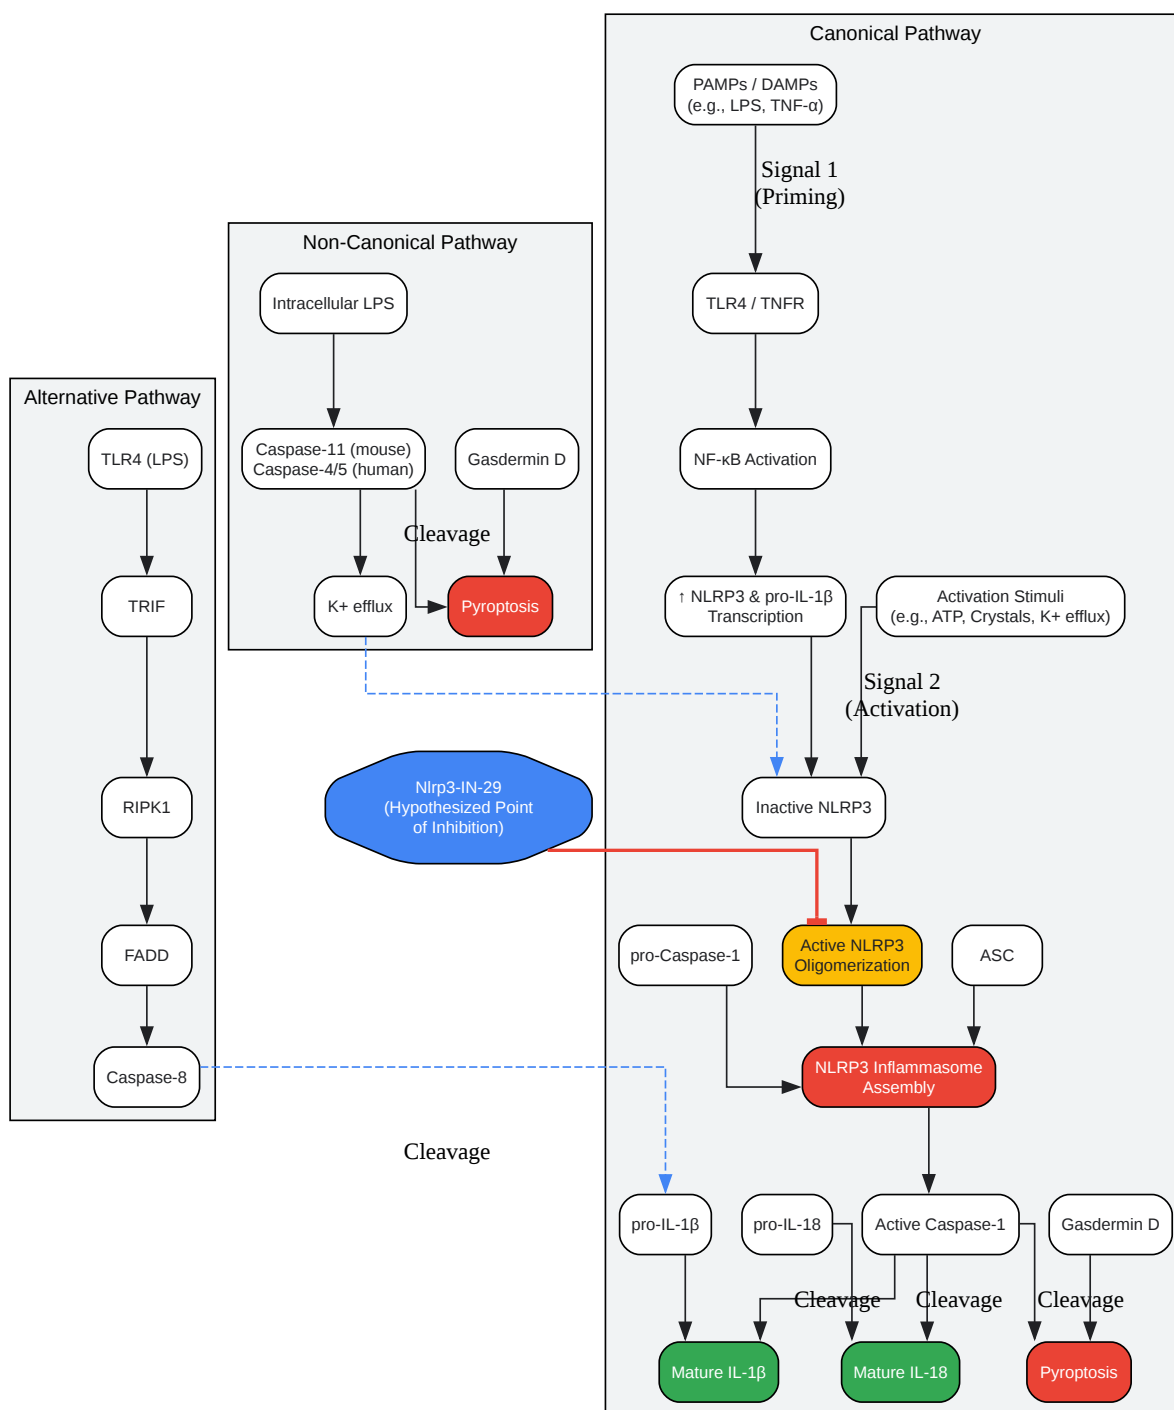 Canonical Pathway
PAMPs / DAMPs
(e.g., LPS, TNF-α)
Signal 1
(Priming)
Non-Canonical Pathway
Intracellular LPS
TLR4 / TNFR
Alternative Pathway
TLR4 (LPS)
Caspase-11 (mouse)
Caspase-4/5 (human)
Gasdermin D
NF-κB Activation
Cleavage
TRIF
K+ efflux
Pyroptosis
↑ NLRP3 & pro-IL-1β
Transcription
Activation Stimuli
(e.g., ATP, Crystals, K+ efflux)
Signal 2
(Activation)
RIPK1
Nlrp3-IN-29
(Hypothesized Point
of Inhibition)
Inactive NLRP3
FADD
pro-Caspase-1
Active NLRP3
Oligomerization
ASC
Caspase-8
NLRP3 Inflammasome
Assembly
Cleavage
pro-IL-1β
pro-IL-18
Active Caspase-1
Gasdermin D
Cleavage
Cleavage
Cleavage
Mature IL-1β
Mature IL-18
Pyroptosis